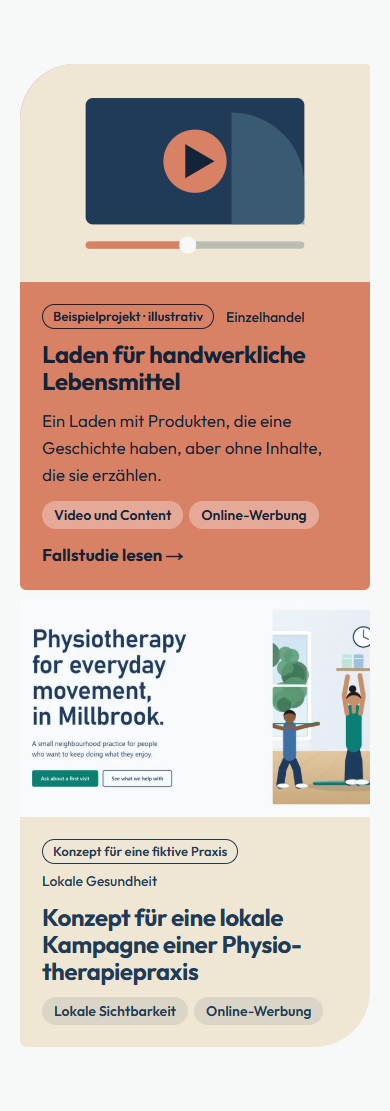 Beispielprojekt · illustrativ
Einzelhandel
Laden für handwerkliche
Lebensmittel
Ein Laden mit Produkten, die eine
Geschichte haben, aber ohne Inhalte,
die sie erzählen.
Video und Content
Online-Werbung
Fallstudie lesen →
Physiotherapy
for everyday
movement,
in Millbrook.
A small neighbourhood practice for people
who want to keep doing what they enjoy.
Ask about a first visit
See what we help with
Konzept für eine fiktive Praxis
Lokale Gesundheit
Konzept für eine lokale
Kampagne einer Physio-
therapiepraxis
Lokale Sichtbarkeit
Online-Werbung